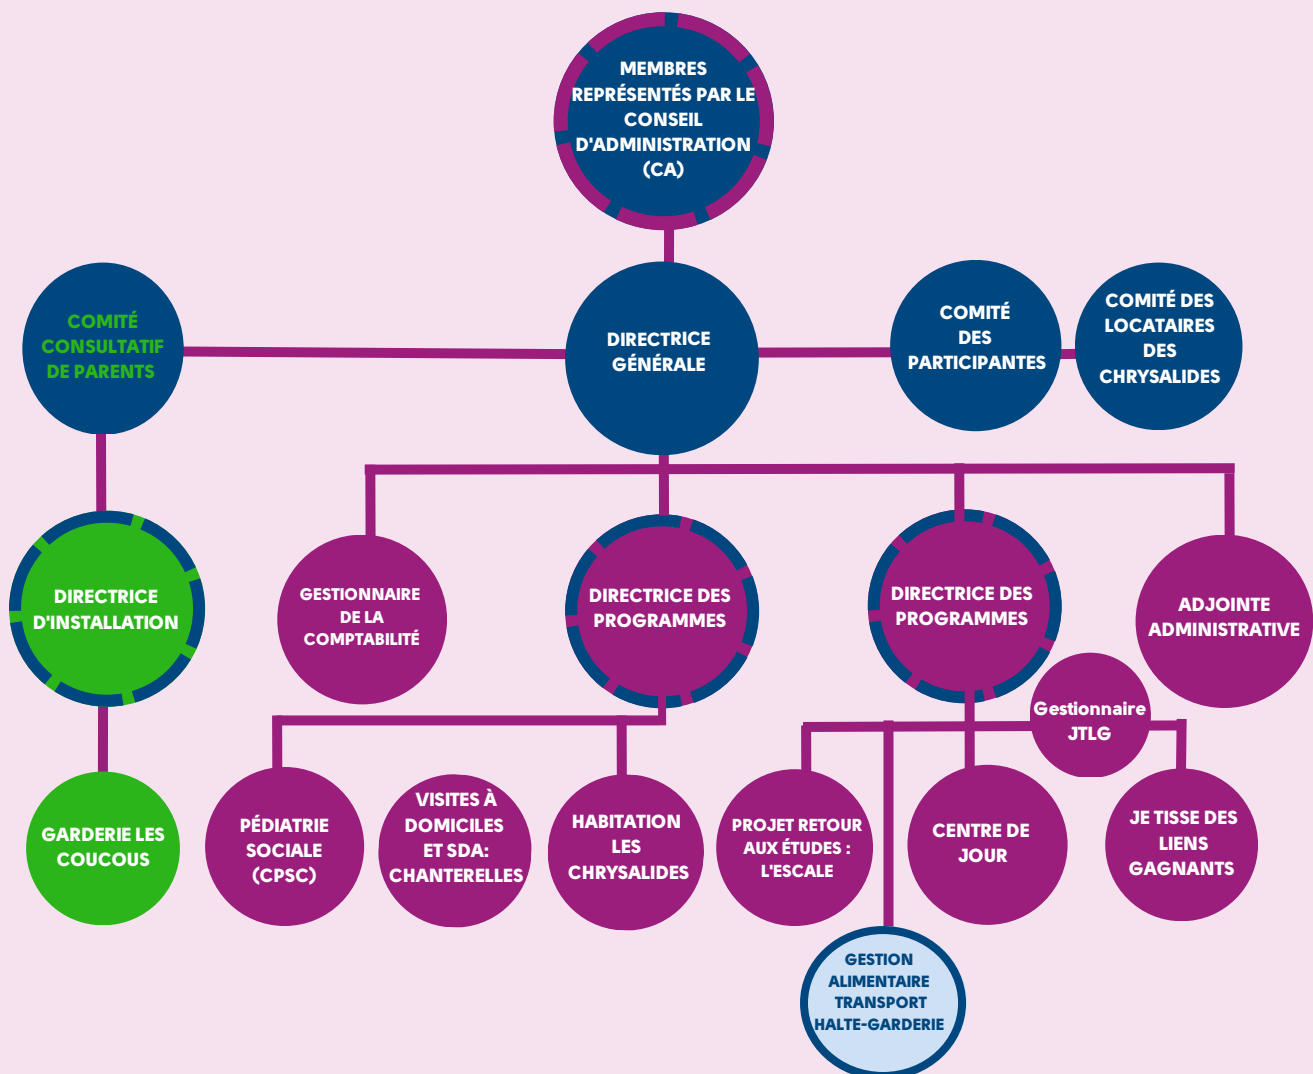 MEMBRES
REPRÉSENTÉS PAR LE
CONSEIL
D'ADMINISTRATION
(CA)
COMITÉ
CONSULTATIF
DE PARENTS
DIRECTRICE
GÉNÉRALE
COMITÉ
DES
PARTICIPANTES
COMITÉ DES
LOCATAIRES
DES
CHRYSALIDES
DIRECTRICE
D'INSTALLATION
GESTIONNAIRE
DE LA
COMPTABILITÉ
DIRECTRICE DES
PROGRAMMES
DIRECTRICE DES
PROGRAMMES
ADJOINTE
ADMINISTRATIVE
Gestionnaire
JTLG
GARDERIE LES
COUCOUS
PÉDIATRIE
SOCIALE
(CPSC)
VISITES À
DOMICILES
ET SDA:
CHANTERELLES
HABITATION
LES
CHRYSALIDES
PROJET RETOUR
AUX ÉTUDES :
L'ESCALE
CENTRE DE
JOUR
JE TISSE DES
LIENS
GAGNANTS
GESTION
ALIMENTAIRE
TRANSPORT
HALTE-GARDERIE